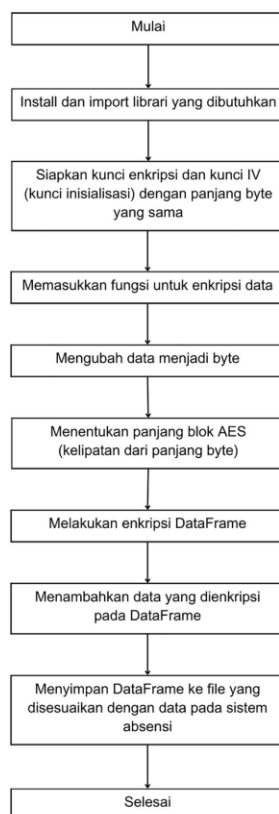 Mulai
Install dan import librari yang dibutuhkan
Siapkan kunci enkripsi dan kunci IV
(kunci inisialisasi) dengan panjang byte
yang sama
Memasukkan fungsi untuk enkripsi data
Mengubah data menjadi byte
Menentukan panjang blok AES
(kelipatan dari panjang byte)
Melakukan enkripsi DataFrame
Menambahkan data yang dienkripsi
pada DataFrame
Menyimpan DataFrame ke file yang
disesuaikan dengan data pada sistem
absensi
Selesai